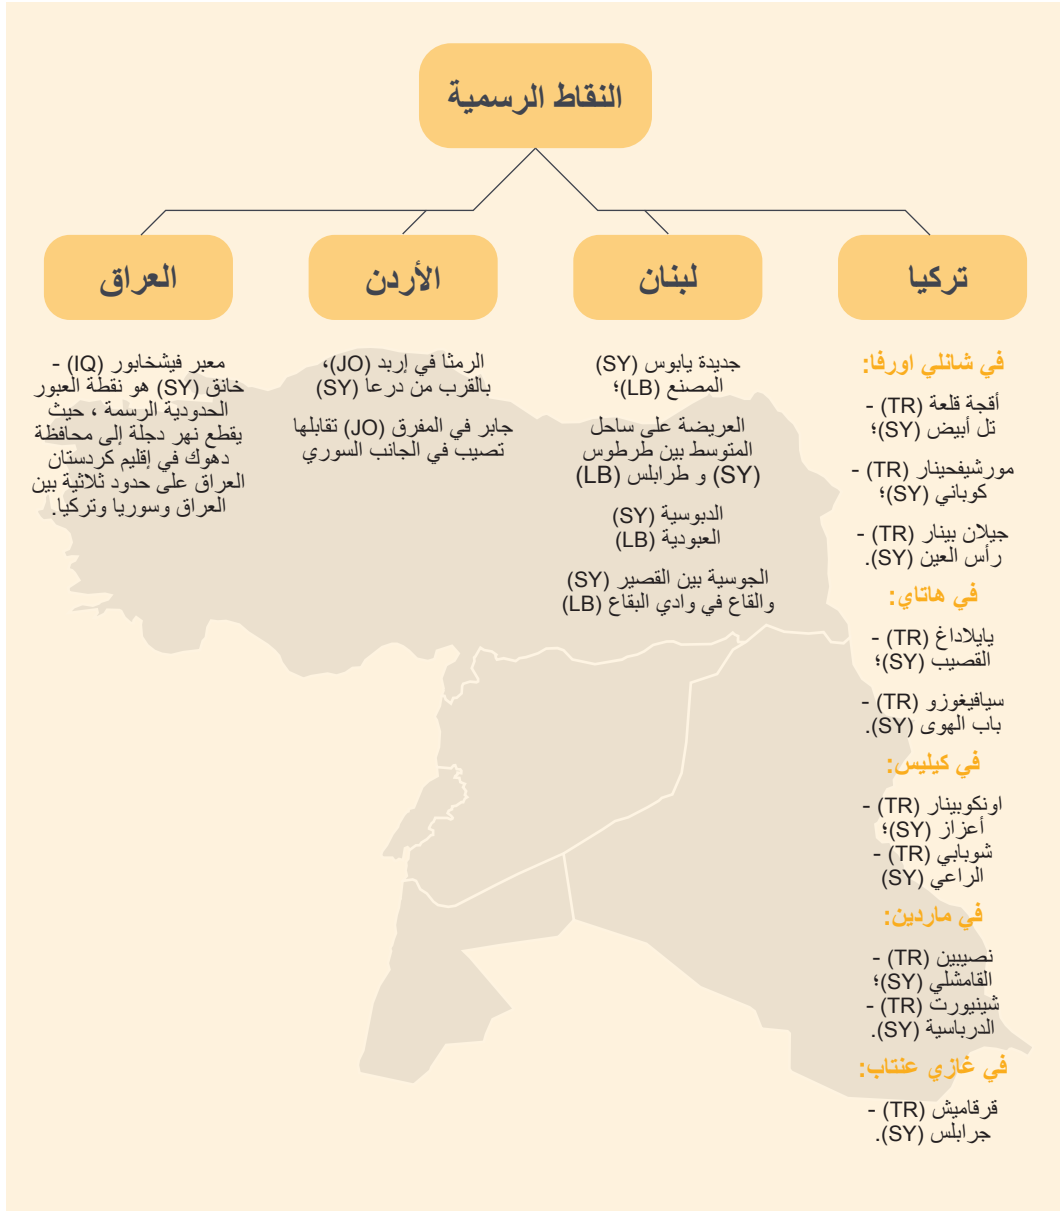 النقاط الرسمية
تركيا
في شانلي اورفا:
أقجة قلعة (TR) -
تل أبيض (SY)؛
مورشيفحينار (TR) -
كوباني (SY)؛
جيلان بينار (TR) -
رأس العين (SY).
في هاتاي:
يايلاداغ (TR) -
القصيب (SY)؛
سيافيغوزو (TR) -
باب الهوى (SY).
في كيليس:
اونكوبينار (TR) -
أعزاز (SY)؛
شوبابي (TR) -
الراعي (SY)
في ماردين:
نصيبين (TR) -
القامشلي (SY)؛
شينيورت (TR) -
الدرباسية (SY).
في غازي عنتاب:
قرقاميش (TR) -
جرابلس (SY).
لبنان
جديدة يابوس (SY)
المصنع (LB)؛
العريضة على ساحل
المتوسط بين طرطوس
(SY) و طرابلس (LB)
الدبوسية (SY)
العبودية (LB)
الجوسية بين القصير (SY)
والقاع في وادي البقاع (LB)
الأردن
الرمثا في إربد (JO)،
بالقرب من درعا (SY)
جابر في المفرق (JO) تقابلها
تصيب في الجانب السوري
العراق
معبر فيشخابور (IQ) -
خانق (SY) هو نقطة العبور
الحدودية الرسمة ، حيث
يقطع نهر دجلة إلى محافظة
دهوك في إقليم كردستان
العراق على حدود ثلاثية بين
العراق وسوريا وتركيا.